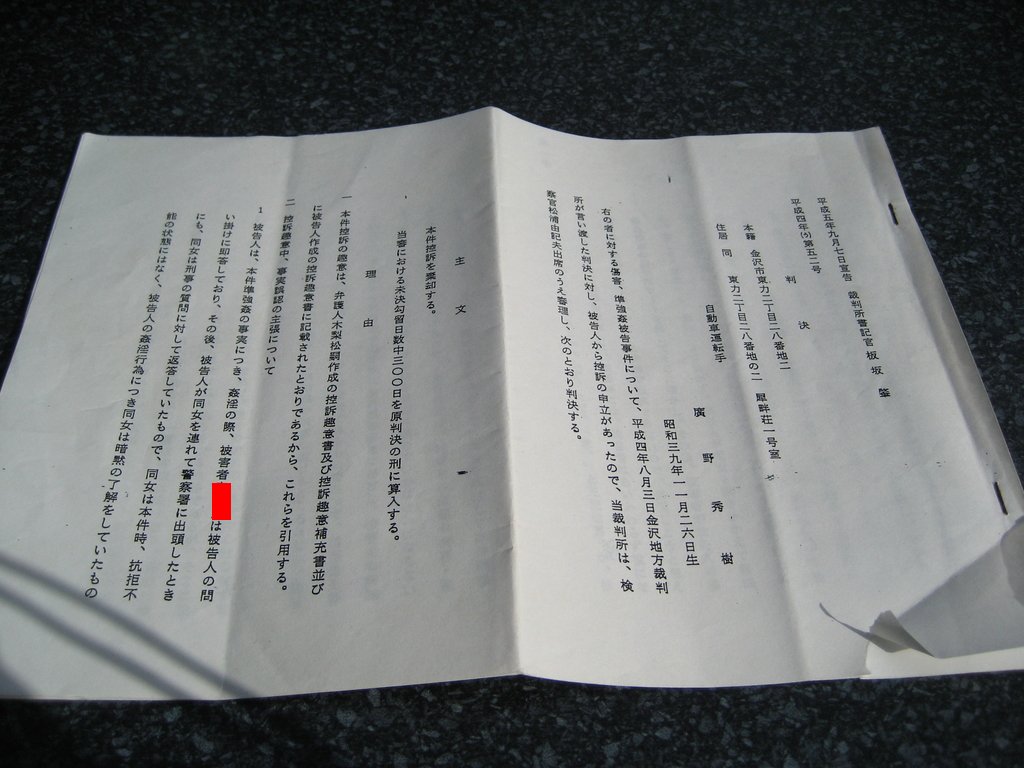 平成五年九月七日宣告　裁判所書記官　板坂　肇
平成四年(う)第五二号
判決
本籍　金沢市東力二丁目二八番地二
住居　同　東力二丁目二八番地の二　犀畔荘一号室
自動車運転手
廣野秀樹
昭和三九年一一月二六日生
右の者に対する傷害、準強姦被告事件について、平成四年八月三日金沢地方裁判
所が言い渡した判決に対し、被告人から控訴の申立があったので、当裁判所は、検
察官松浦由記夫出席のうえ審理し、次のとおり判決する。
主文
本件控訴を棄却する。
当審における未決勾留日数中三〇〇日を原判決の刑に算入する。
理由
一　本件控訴の趣意は、弁護人木梨松嗣作成の控訴趣意書及び控訴趣意補充書並び
に被告人作成の控訴趣意書に記載されたとおりであるから、これらを引用する。
二　控訴趣意中、事実誤認の主張について
1　被告人は、本件準強姦の事実につき、姦淫の際、被害者は被告人の問
い掛けに即答しており、その後、被告人が同女を連れて警察署に出頭したとき
にも、同女は刑事の質問に対して返答していたもので、同女は本件時、抗拒不
能の状態にはなく、被告人の姦淫行為につき同女は暗黙の了解をしていたもの